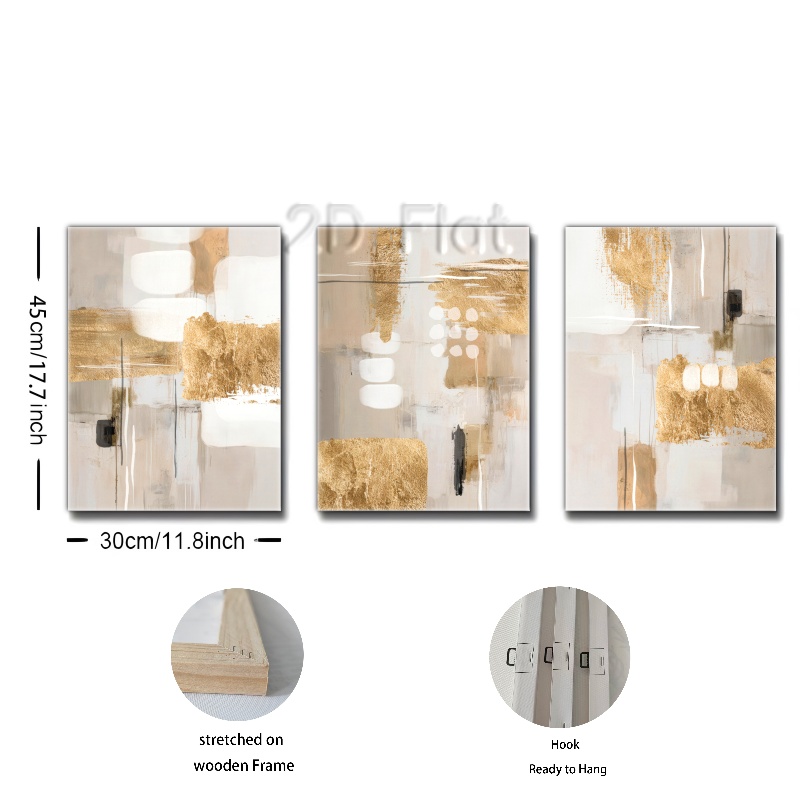 2D Flat
45cm/17.7inch
30cm/11.8inch
stretched on
wooden Frame
Hook
Ready to Hang